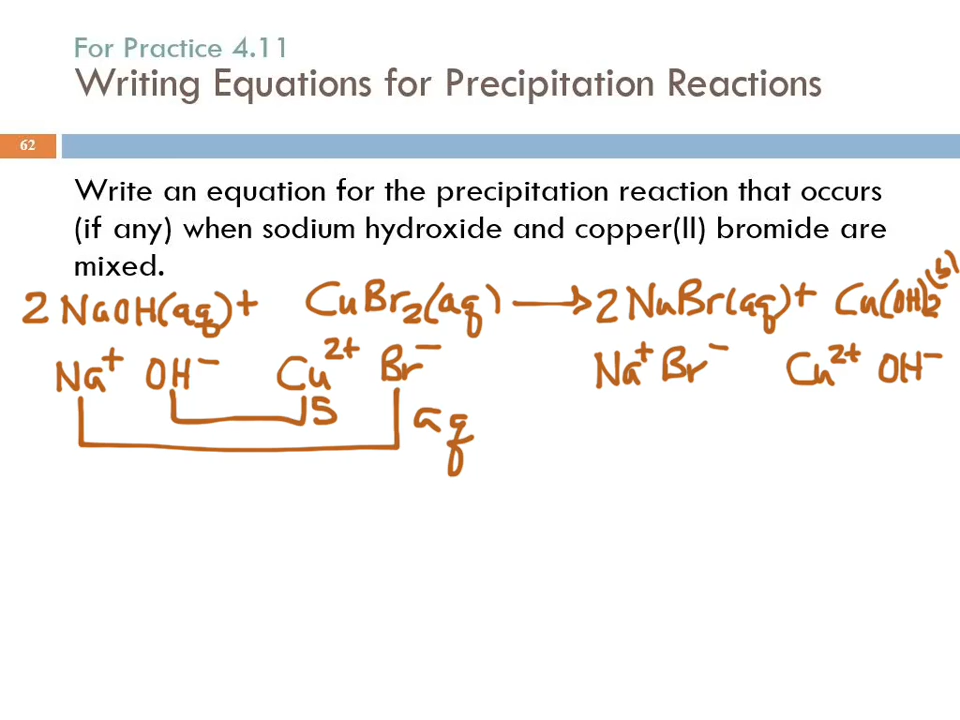 For Practice 4.11
Writing Equations for Precipitation Reactions
62
Write an equation for the precipitation reaction that occurs
(if any) when sodium hydroxide and copper(II) bromide are
mixed.
2 NaOH(aq) + CuBr₂(aq) → 2 NaBr(aq) + Cu(OH)₂(s)
Na⁺ OH⁻ Cu²⁺ Br⁻ Na⁺ Br⁻ Cu²⁺ OH⁻
S
aq